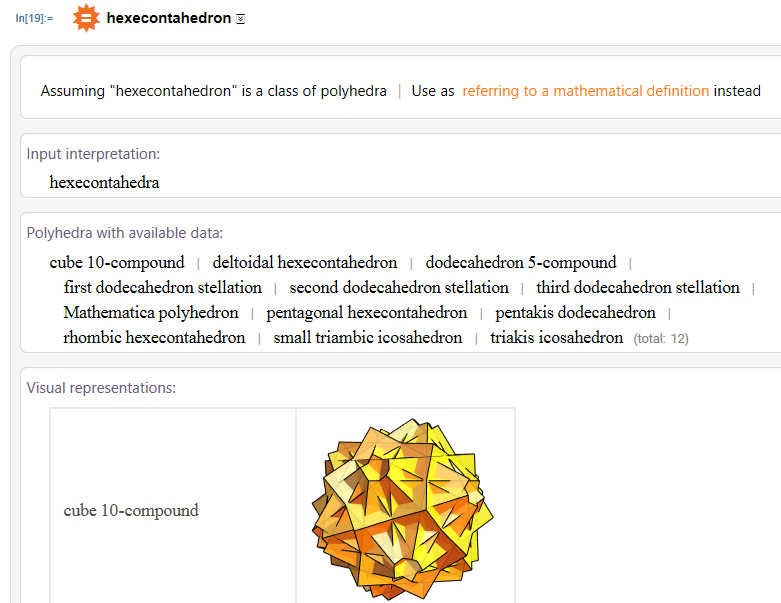 In[19]:= hexecontahedron
Assuming "hexecontahedron" is a class of polyhedra | Use as referring to a mathematical definition instead
Input interpretation:
hexecontahedra
Polyhedra with available data:
cube 10-compound | deltoidal hexecontahedron | dodecahedron 5-compound |
first dodecahedron stellation | second dodecahedron stellation | third dodecahedron stellation |
Mathematica polyhedron | pentagonal hexecontahedron | pentakis dodecahedron |
rhombic hexecontahedron | small triambic icosahedron | triakis icosahedron (total: 12)
Visual representations:
cube 10-compound